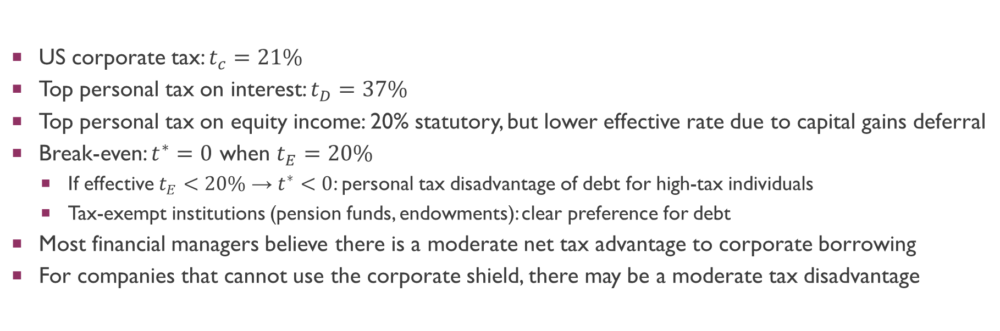 ▪ US corporate tax: t_c = 21%
▪ Top personal tax on interest: t_D = 37%
▪ Top personal tax on equity income: 20% statutory, but lower effective rate due to capital gains deferral
▪ Break-even: t* = 0 when t_E = 20%
▪ If effective t_E < 20% → t* < 0: personal tax disadvantage of debt for high-tax individuals
▪ Tax-exempt institutions (pension funds, endowments): clear preference for debt
▪ Most financial managers believe there is a moderate net tax advantage to corporate borrowing
▪ For companies that cannot use the corporate shield, there may be a moderate tax disadvantage